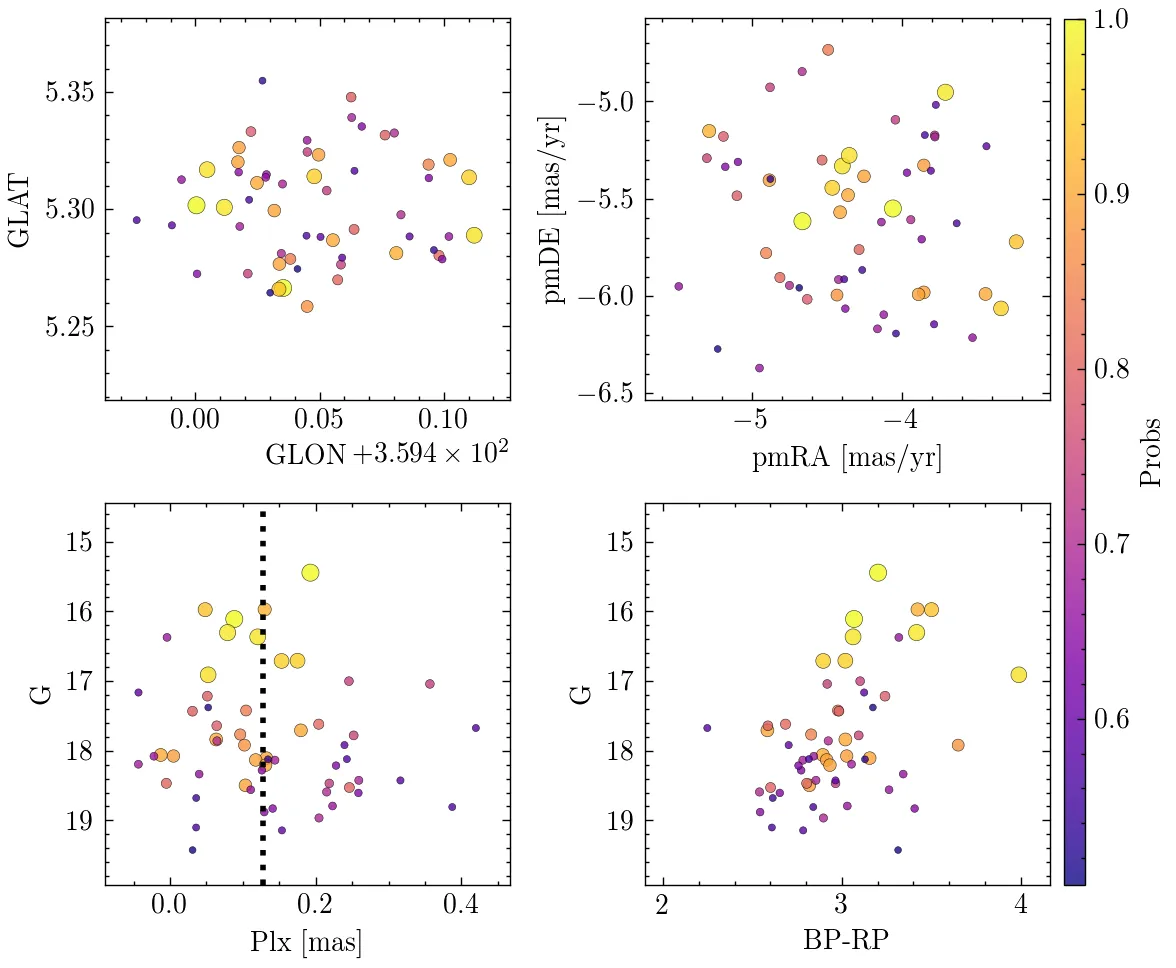 5.35
5.30
5.25
GLAT
0.00 0.05 0.10
GLON +3.594 × 10²
−5.0
−5.5
−6.0
−6.5
pmDE [mas/yr]
−5 −4
pmRA [mas/yr]
1.0
0.9
0.8
0.7
0.6
Probs
15
16
17
18
19
G
0.0 0.2 0.4
Plx [mas]
15
16
17
18
19
G
2 3 4
BP-RP